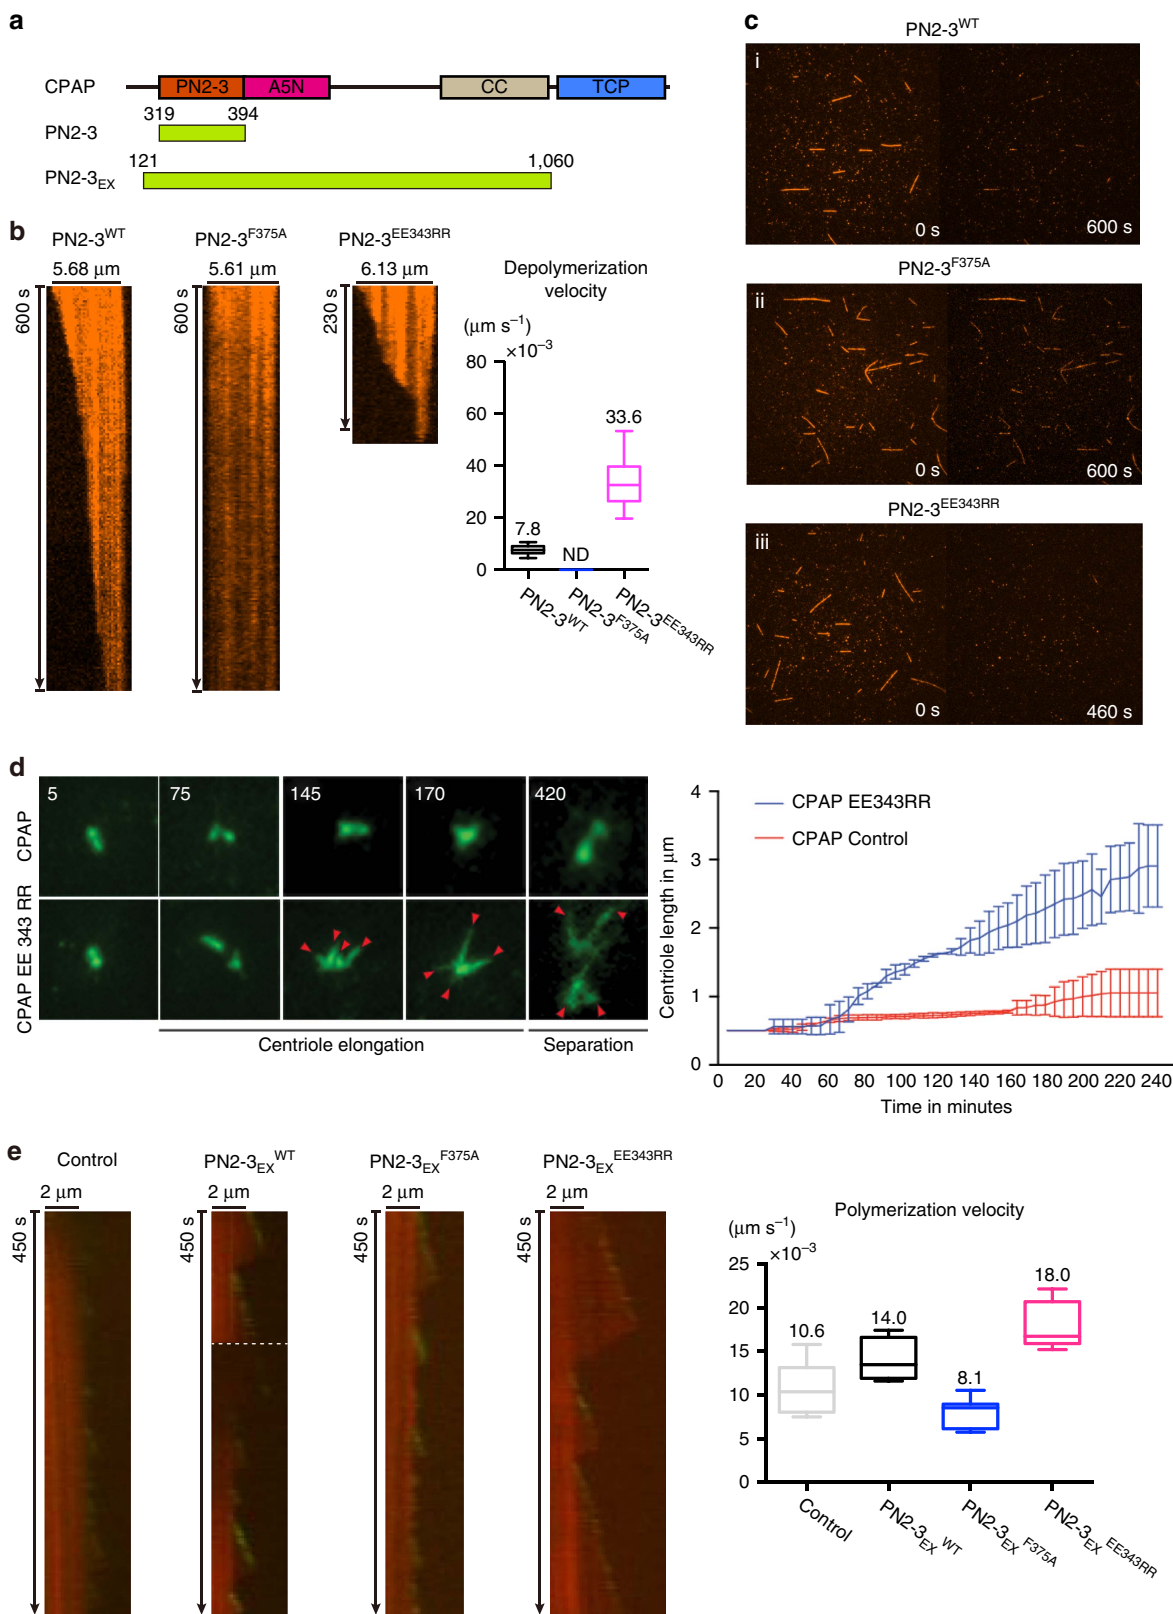 a
CPAP
PN2-3
A5N
CC
TCP
319
394
PN2-3
121
1,060
PN2-3EX
b
PN2-3WT
PN2-3F375A
PN2-3EE343RR
5.68 µm
5.61 µm
6.13 µm
600 s
600 s
230 s
Depolymerization
velocity
(µm s−1)
×10−3
80
60
40
20
0
7.8
ND
33.6
PN2-3WT
PN2-3F375A
PN2-3EE343RR
c
PN2-3WT
i
0 s
600 s
PN2-3F375A
ii
0 s
600 s
PN2-3EE343RR
iii
0 s
460 s
d
CPAP
5
75
145
170
420
CPAP EE 343 RR
Centriole elongation
Separation
Centriole length in µm
4
3
2
1
0
CPAP EE343RR
CPAP Control
0 20 40 60 80 100 120 140 160 180 200 220 240
Time in minutes
e
Control
PN2-3EX WT
PN2-3EX F375A
PN2-3EX EE343RR
2 µm
2 µm
2 µm
2 µm
450 s
450 s
450 s
450 s
Polymerization velocity
(µm s−1)
×10−3
25
20
15
10
5
0
10.6
14.0
8.1
18.0
Control
PN2-3EX WT
PN2-3EX F375A
PN2-3EX EE343RR